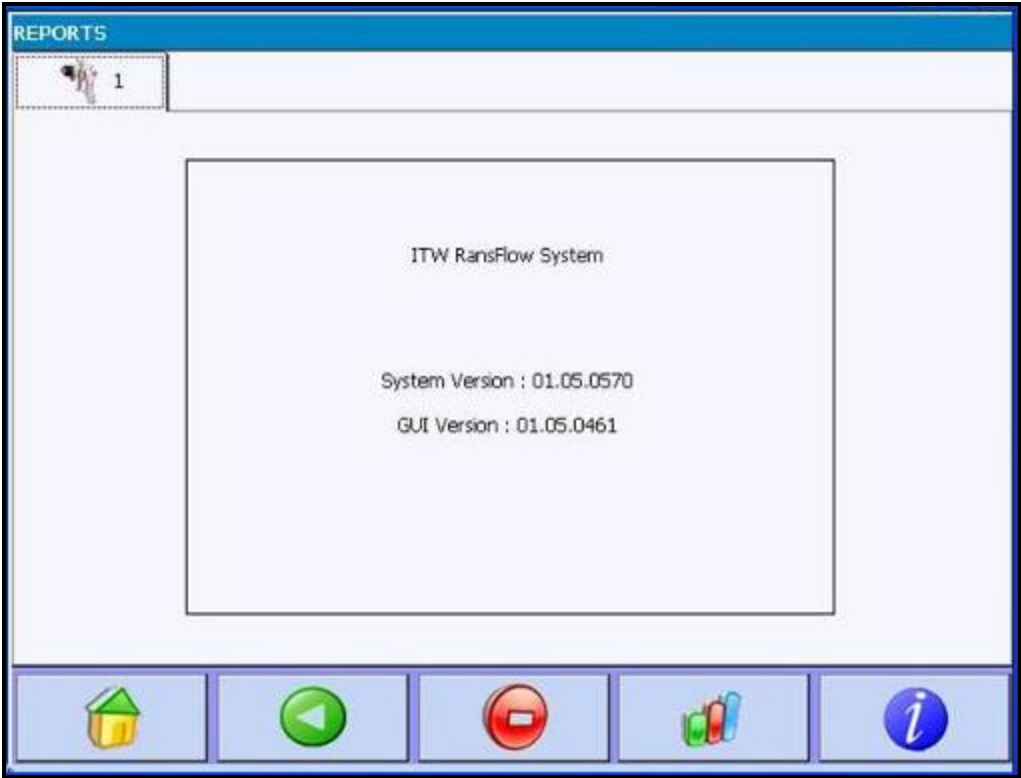 REPORTS
1
ITW RansFlow System
System Version : 01.05.0570
GUI Version : 01.05.0461
i